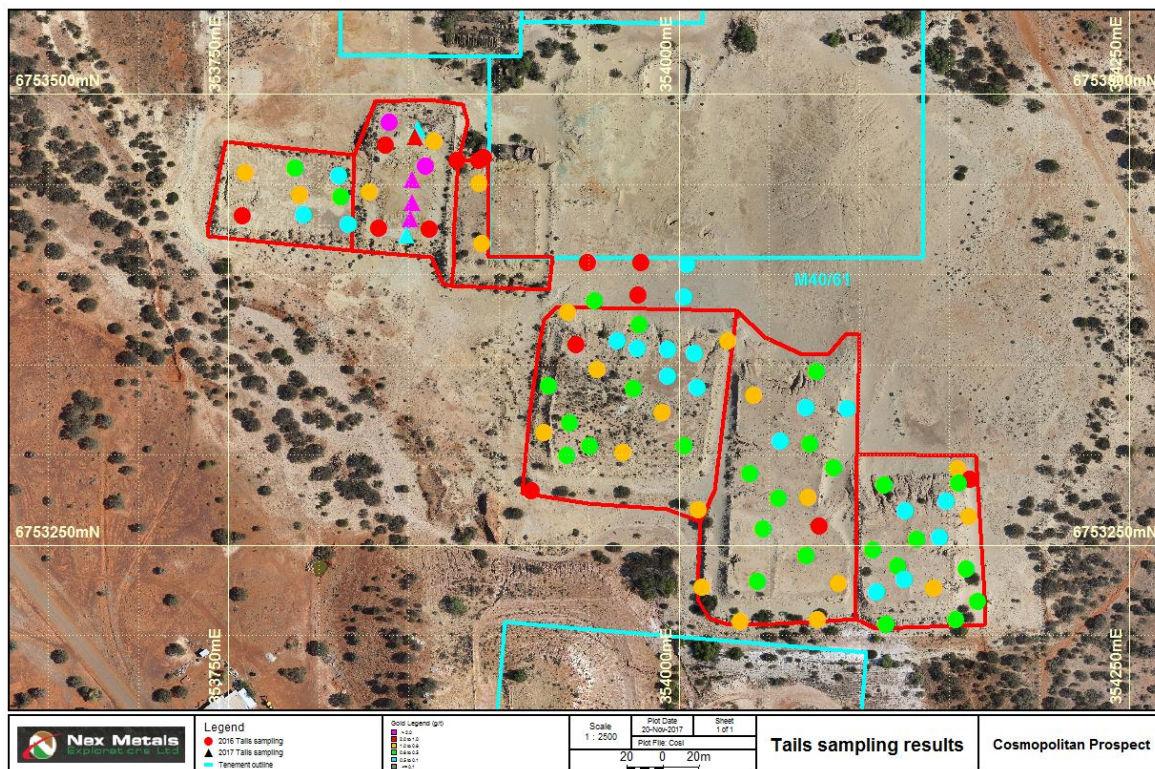 353750mE
354000mE
354250mE
6753500mN
6753500mN
M40/61
6753250mN
6753250mN
353750mE
354000mE
354250mE
Nex Metals
Explorations Ltd
Legend
2016 Tails sampling
2017 Tails sampling
Tenement outline
Gold Legend (g/t)
Scale
1 : 2500
Plot Date
20-Nov-2017
Sheet
1 of 1
Plot File: Cosl
20 0 20m
Tails sampling results
Cosmopolitan Prospect